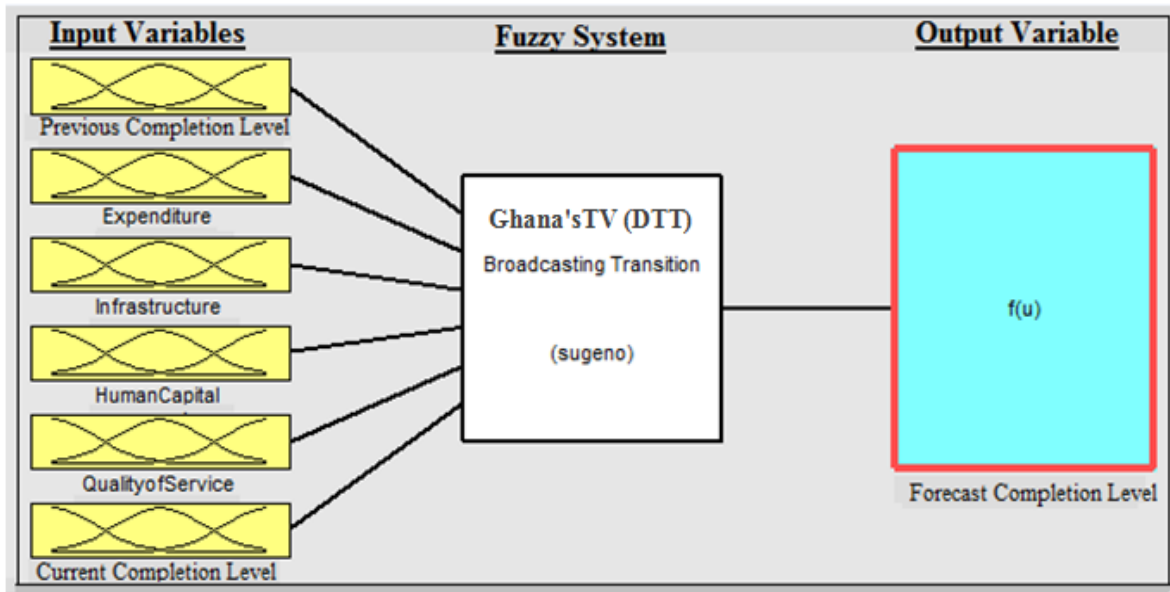 Input Variables
Fuzzy System
Output Variable
Previous Completion Level
Expenditure
Infrastructure
HumanCapital
QualityofService
Current Completion Level
Ghana'sTV (DTT)
Broadcasting Transition
(sugeno)
f(u)
Forecast Completion Level